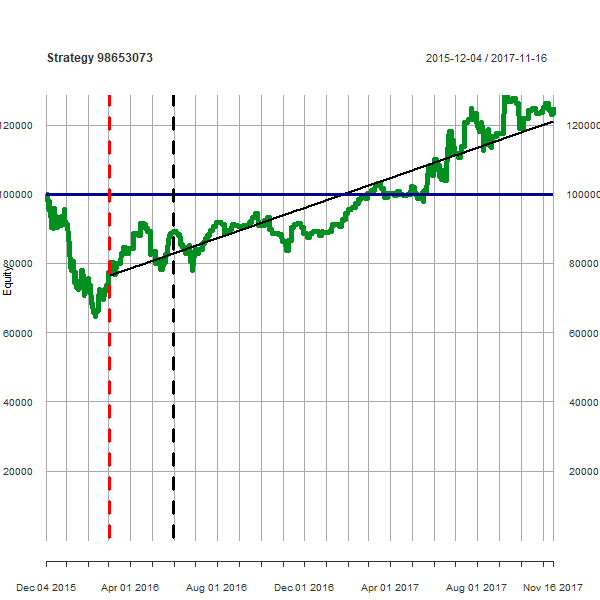 Strategy 98653073 2015-12-04 / 2017-11-16
120000 120000
100000 100000
80000 80000
Equity
60000 60000
40000 40000
20000 20000
Dec 04 2015 Apr 01 2016 Aug 01 2016 Dec 01 2016 Apr 01 2017 Aug 01 2017 Nov 16 2017